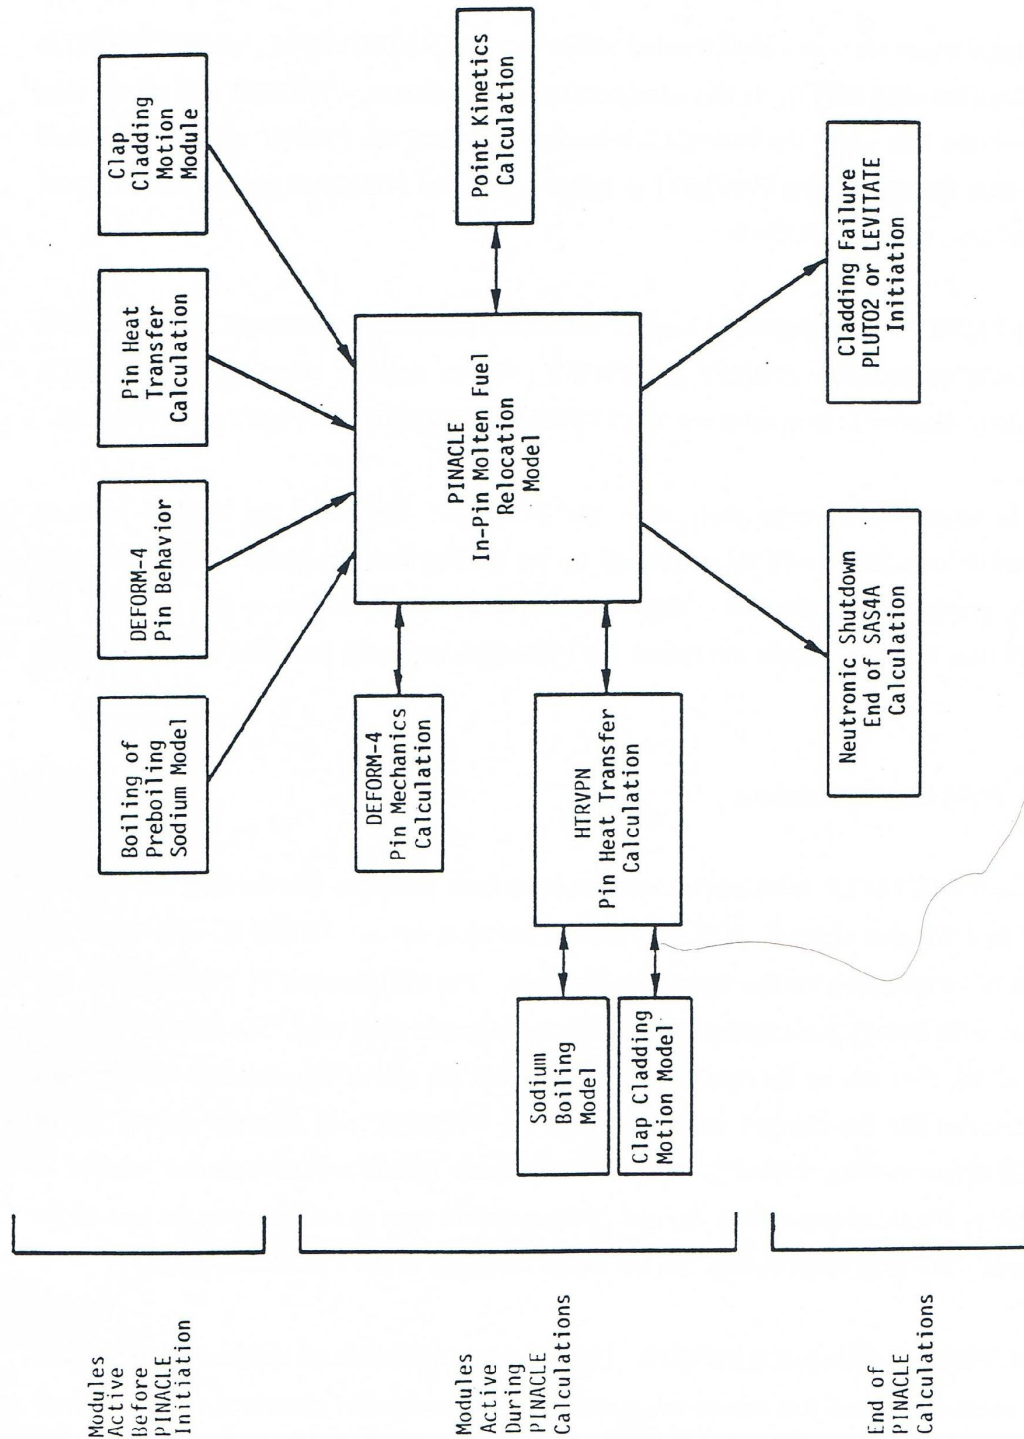 Modules
Active
Before
PINACLE
Initiation
Boiling of
Preboiling
Sodium Model
DEFORM-4
Pin Behavior
Pin Heat
Transfer
Calculation
Clap
Cladding
Motion
Module
Modules
Active
During
PINACLE
Calculations
Sodium
Boiling
Model
Clap Cladding
Motion Model
HTRVPN
Pin Heat Transfer
Calculation
DEFORM-4
Pin Mechanics
Calculation
PINACLE
In-Pin Molten Fuel
Relocation
Model
Point Kinetics
Calculation
End of
PINACLE
Calculations
Neutronic Shutdown
End of SAS4A
Calculation
Cladding Failure
PLUTO2 or LEVITATE
Initiation